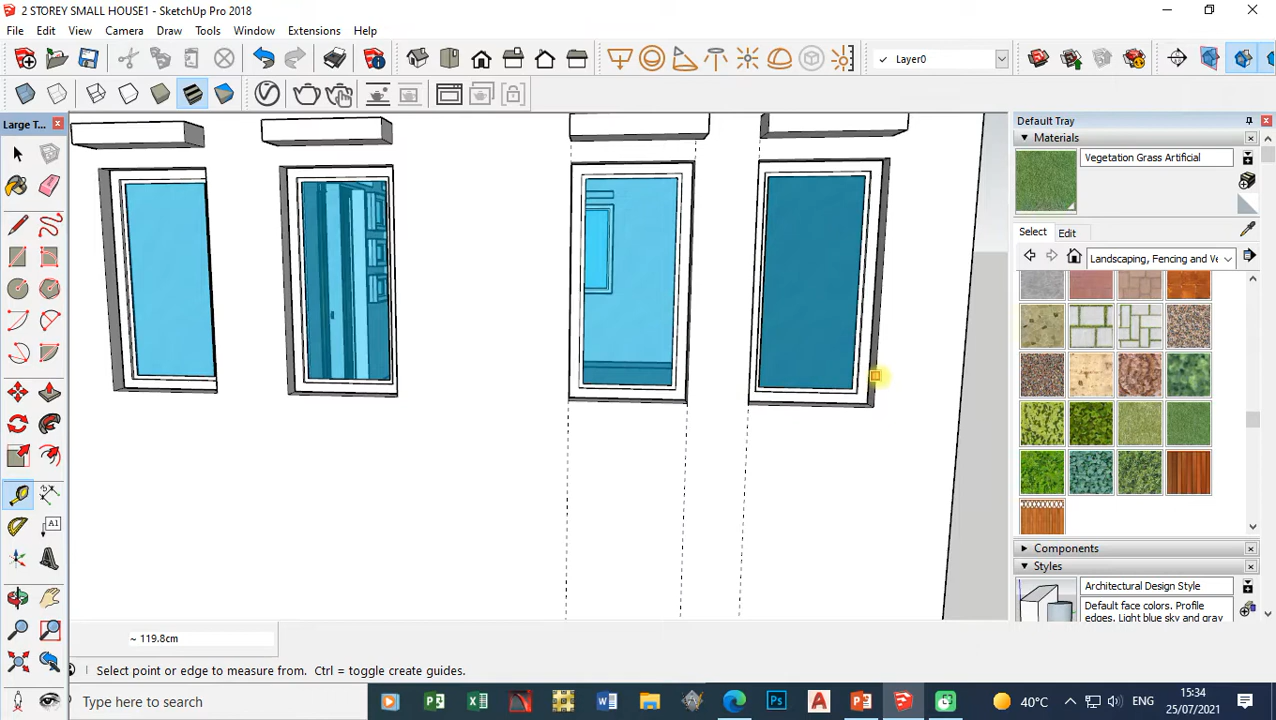 2 STOREY SMALL HOUSE1 - SketchUp Pro 2018
File Edit View Camera Draw Tools Window Extensions Help
Layer0
Large T...
Default Tray
Materials
Vegetation Grass Artificial
Select Edit
Landscaping, Fencing and Ve
A1
Components
Styles
Architectural Design Style
Default face colors. Profile
edges. Light blue sky and gray
~ 119.8cm
Select point or edge to measure from. Ctrl = toggle create guides.
Type here to search
40°C
ENG
15:34
25/07/2021